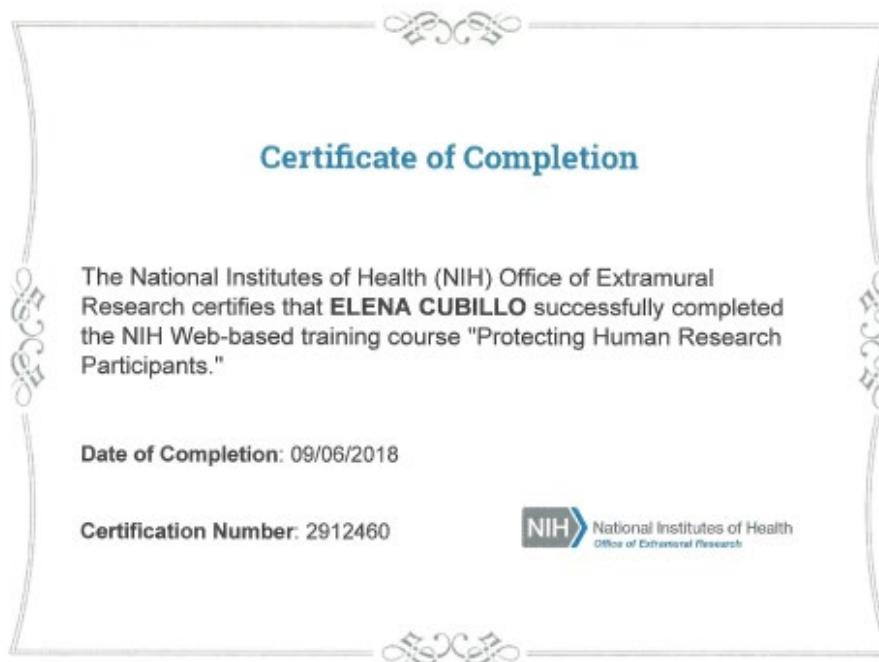 Certificate of Completion
The National Institutes of Health (NIH) Office of Extramural
Research certifies that ELENA CUBILLO successfully completed
the NIH Web-based training course "Protecting Human Research
Participants."
Date of Completion: 09/06/2018
Certification Number: 2912460
NIH National Institutes of Health
Office of Extramural Research